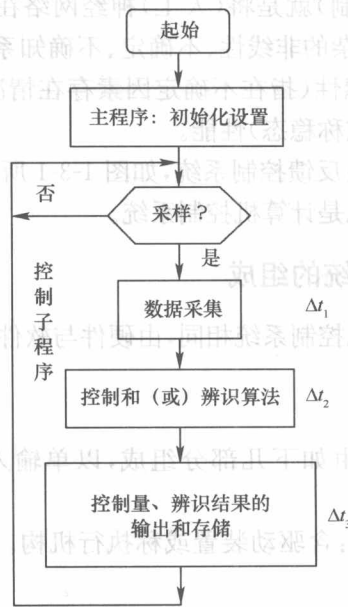 起始
主程序：初始化设置
否
采样？
是
控制子程序
数据采集
Δt₁
控制和（或）辨识算法
Δt₂
控制量、辨识结果的
输出和存储
Δt